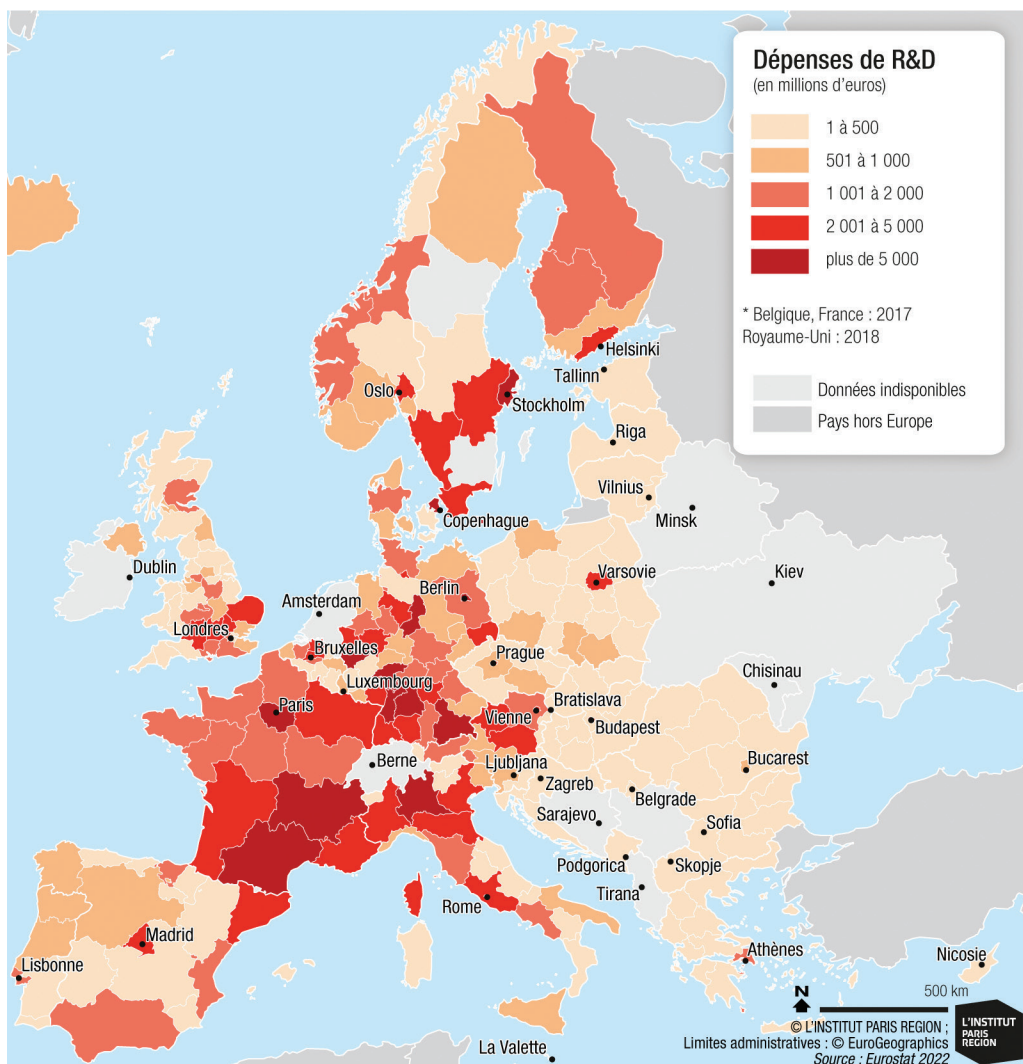 Dépenses de R&D
(en millions d'euros)
1 à 500
501 à 1 000
1 001 à 2 000
2 001 à 5 000
plus de 5 000
* Belgique, France : 2017
Royaume-Uni : 2018
Données indisponibles
Pays hors Europe
Helsinki
Tallinn
Oslo
Stockholm
Riga
Vilnius
Minsk
Copenhague
Dublin
Varsovie
Kiev
Berlin
Amsterdam
Londres
Bruxelles
Prague
Luxembourg
Chisinau
Paris
Vienne
Bratislava
Budapest
Berne
Ljubljana
Bucarest
Zagreb
Belgrade
Sarajevo
Sofia
Podgorica
Skopje
Tirana
Rome
Madrid
Lisbonne
Athènes
Nicosie
N
500 km
La Valette
© L'INSTITUT PARIS REGION ;
Limites administratives : © EuroGeographics
Source : Eurostat 2022
L'INSTITUT
PARIS
REGION